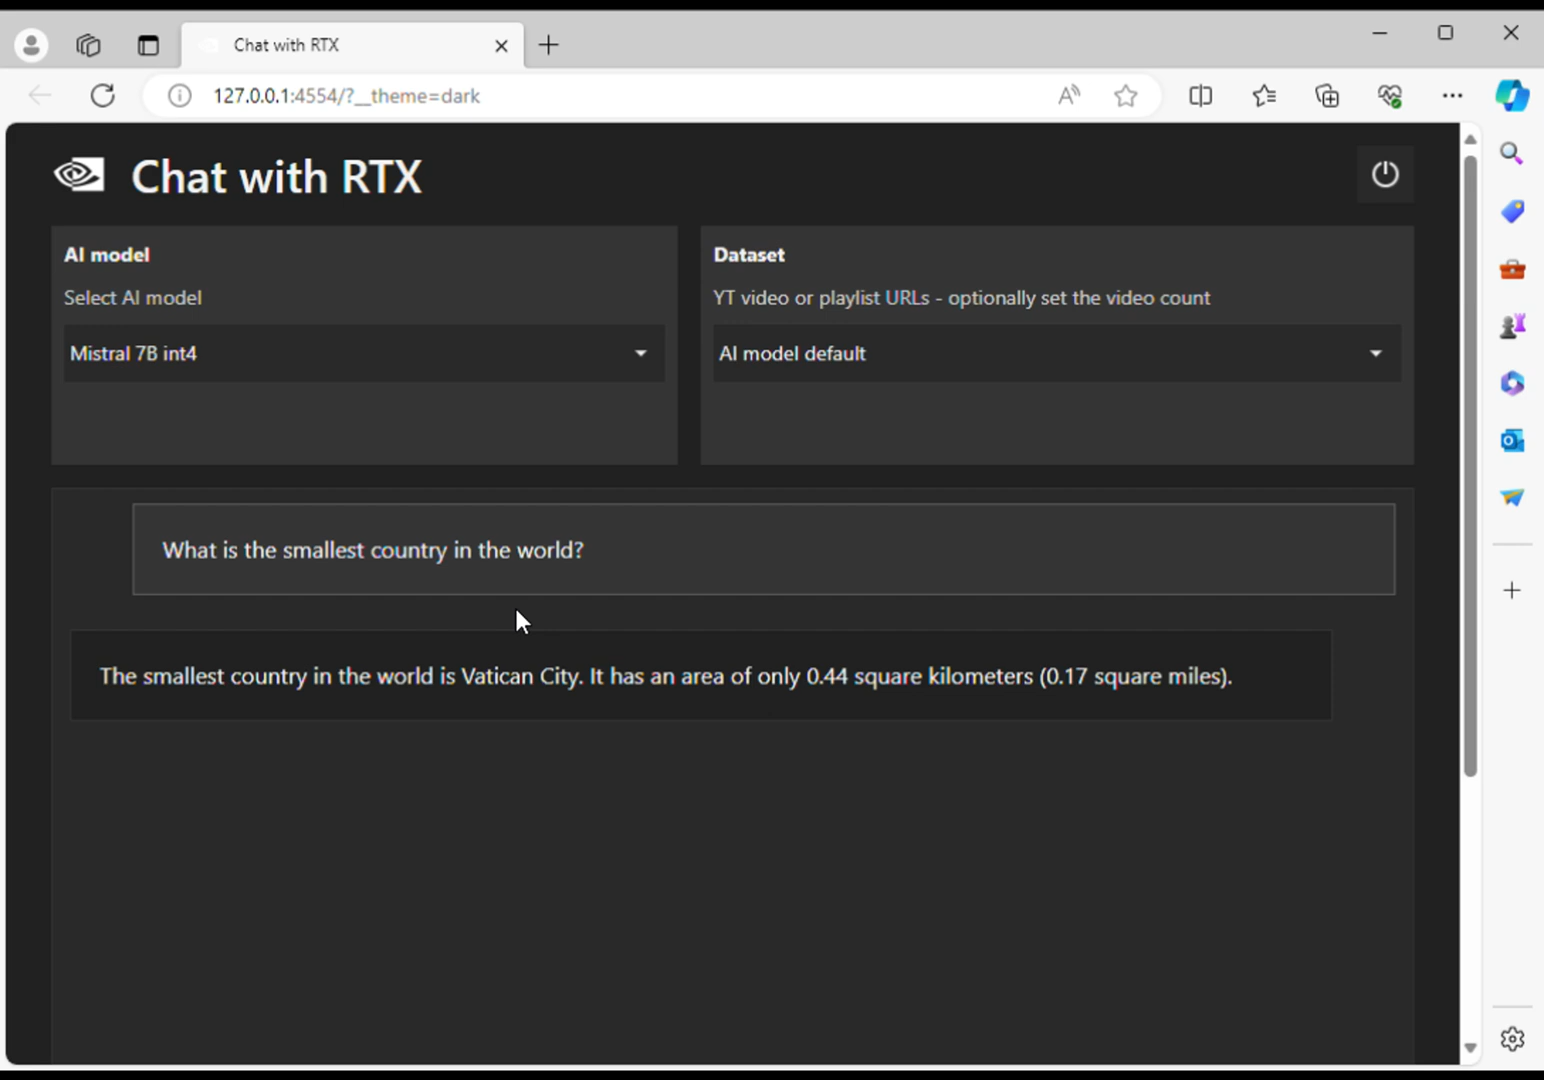 Chat with RTX
127.0.0.1:4554/?__theme=dark
Chat with RTX
AI model
Select AI model
Mistral 7B int4
Dataset
YT video or playlist URLs - optionally set the video count
AI model default
What is the smallest country in the world?
The smallest country in the world is Vatican City. It has an area of only 0.44 square kilometers (0.17 square miles).